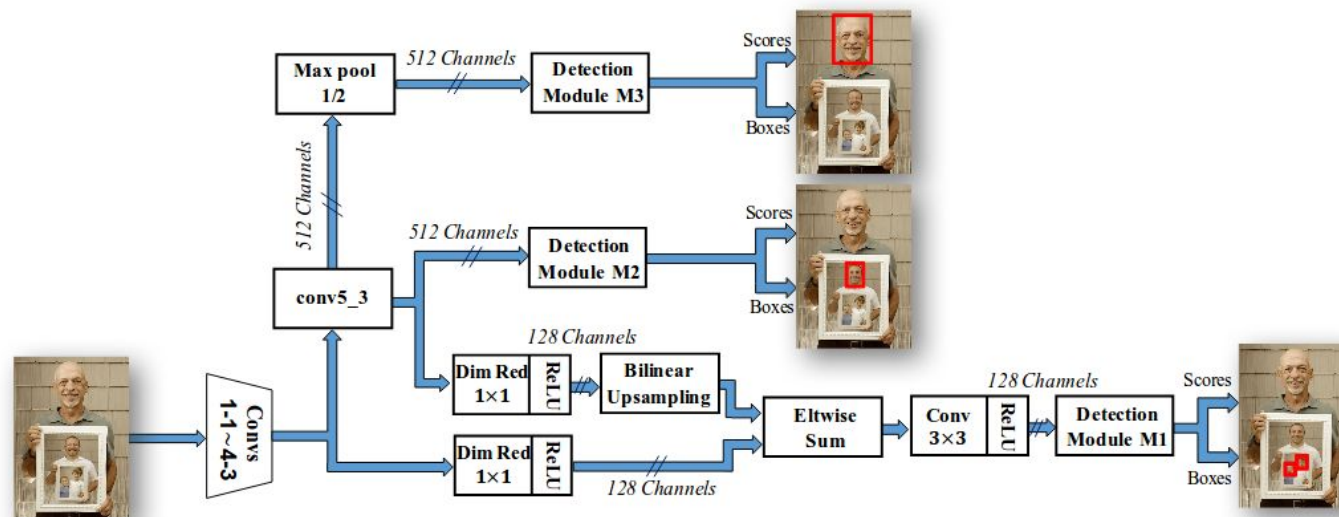 512 Channels
Scores
Max pool
1/2
Detection
Module M3
Boxes
512 Channels
512 Channels
Scores
conv5_3
Detection
Module M2
Boxes
128 Channels
Dim Red
1×1
ReLU
Bilinear
Upsampling
128 Channels
Scores
Convs
1-1~4-3
Eltwise
Sum
Conv
3×3
ReLU
Detection
Module M1
Dim Red
1×1
ReLU
128 Channels
Boxes